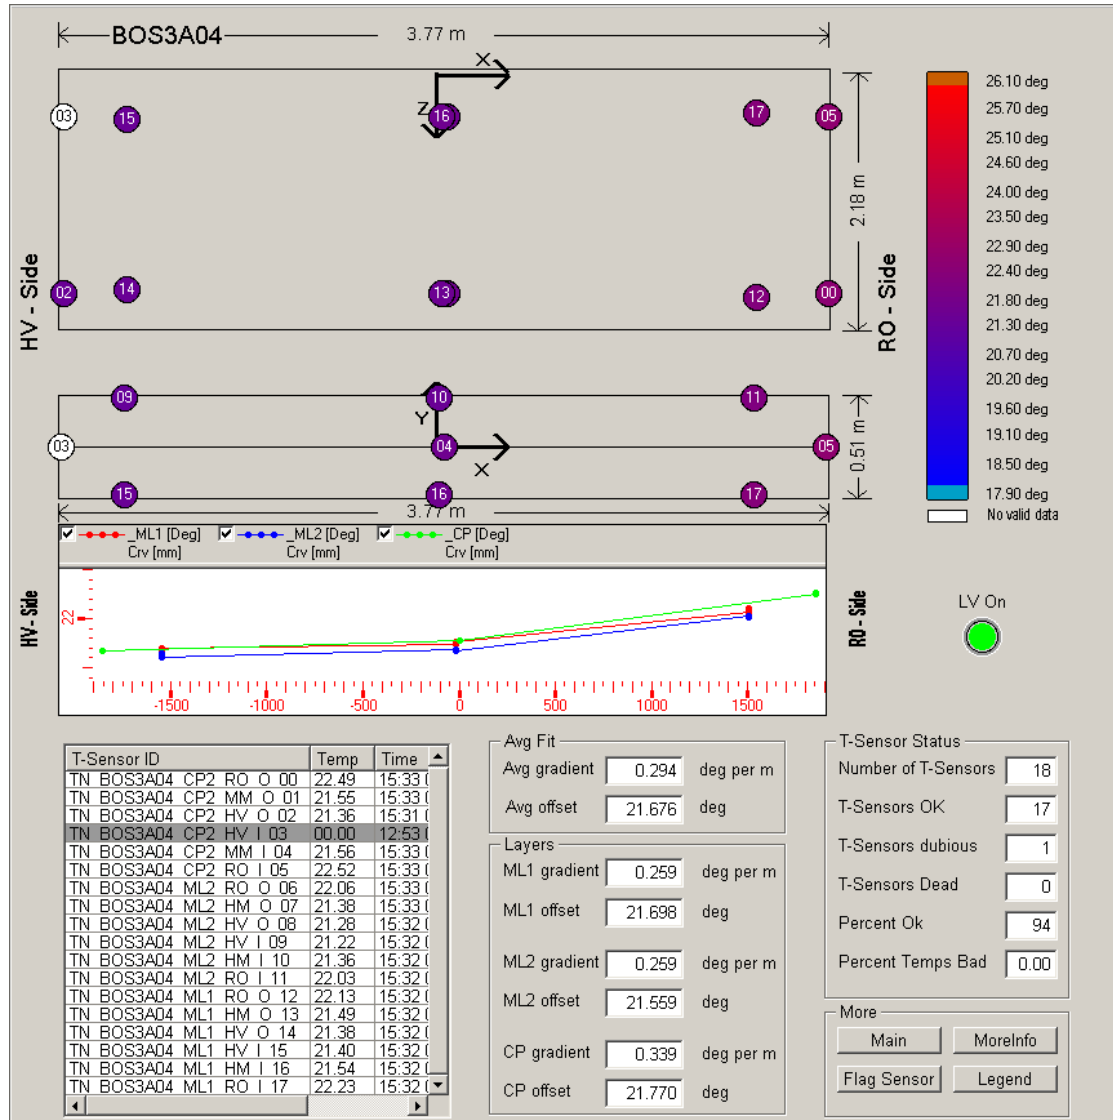 BOS3A04
3.77 m
X
Z
03
15
16
17
05
02
14
13
12
00
2.18 m
HV - Side
RO - Side
26.10 deg
25.70 deg
25.10 deg
24.60 deg
24.00 deg
23.50 deg
22.90 deg
22.40 deg
21.80 deg
21.30 deg
20.70 deg
20.20 deg
19.60 deg
19.10 deg
18.50 deg
17.90 deg
No valid data
09
10
11
Y
03
04
05
X
15
16
17
0.51 m
3.77 m
_ML1 [Deg]
Crv [mm]
_ML2 [Deg]
Crv [mm]
_CP [Deg]
Crv [mm]
HV - Side
22
RO - Side
-1500 -1000 -500 0 500 1000 1500
LV On
T-Sensor ID Temp Time
TN BOS3A04 CP2 RO O 00 22.49 15:33
TN BOS3A04 CP2 MM O 01 21.55 15:33
TN BOS3A04 CP2 HV O 02 21.36 15:31
TN BOS3A04 CP2 HV I 03 00.00 12:53
TN BOS3A04 CP2 MM I 04 21.56 15:33
TN BOS3A04 CP2 RO I 05 22.52 15:33
TN BOS3A04 ML2 RO O 06 22.06 15:33
TN BOS3A04 ML2 HM O 07 21.38 15:33
TN BOS3A04 ML2 HV O 08 21.28 15:32
TN BOS3A04 ML2 HV I 09 21.22 15:32
TN BOS3A04 ML2 HM I 10 21.36 15:32
TN BOS3A04 ML2 RO I 11 22.03 15:32
TN BOS3A04 ML1 RO O 12 22.13 15:32
TN BOS3A04 ML1 HM O 13 21.49 15:32
TN BOS3A04 ML1 HV O 14 21.38 15:32
TN BOS3A04 ML1 HV I 15 21.40 15:32
TN BOS3A04 ML1 HM I 16 21.54 15:32
TN BOS3A04 ML1 RO I 17 22.23 15:32
Avg Fit
Avg gradient 0.294 deg per m
Avg offset 21.676 deg
Layers
ML1 gradient 0.259 deg per m
ML1 offset 21.698 deg
ML2 gradient 0.259 deg per m
ML2 offset 21.559 deg
CP gradient 0.339 deg per m
CP offset 21.770 deg
T-Sensor Status
Number of T-Sensors 18
T-Sensors OK 17
T-Sensors dubious 1
T-Sensors Dead 0
Percent Ok 94
Percent Temps Bad 0.00
More
Main MoreInfo
Flag Sensor Legend